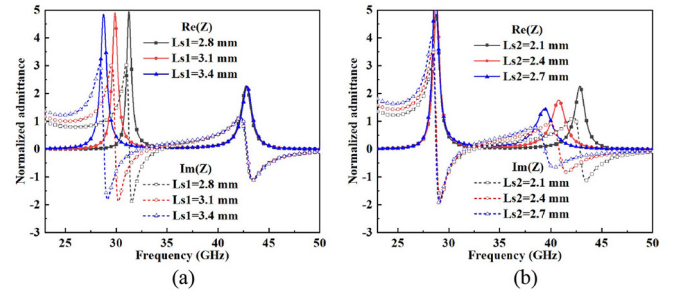 (a)
Normalized admittance
5
4
3
2
1
0
-1
-2
-3
Re(Z)
Ls1=2.8 mm
Ls1=3.1 mm
Ls1=3.4 mm
Im(Z)
Ls1=2.8 mm
Ls1=3.1 mm
Ls1=3.4 mm
25 30 35 40 45 50
Frequency (GHz)
(a)
(b)
Normalized admittance
5
4
3
2
1
0
-1
-2
-3
Re(Z)
Ls2=2.1 mm
Ls2=2.4 mm
Ls2=2.7 mm
Im(Z)
Ls2=2.1 mm
Ls2=2.4 mm
Ls2=2.7 mm
25 30 35 40 45 50
Frequency (GHz)
(b)